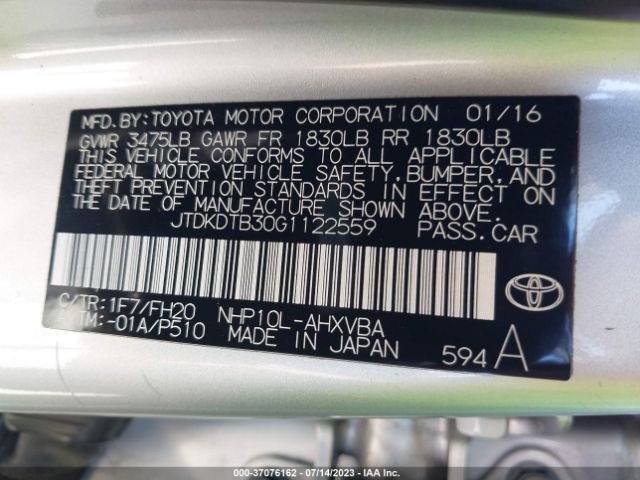 MFD. BY: TOYOTA MOTOR CORPORATION 01/16
GVWR 3475LB GAWR FR 1830LB RR 1830LB
THIS VEHICLE CONFORMS TO ALL APPLICABLE
FEDERAL MOTOR VEHICLE SAFETY, BUMPER, AND
THEFT PREVENTION STANDARDS IN EFFECT ON
THE DATE OF MANUFACTURE SHOWN ABOVE.
JTDKDTB30G1122559 PASS.CAR
C/TR:1F7/FH20 NHP10L-AHXVBA
/TM:-01A/P510 MADE IN JAPAN
TOYOTA
594 A
000-37076162 - 07/14/2023 - IAA Inc.